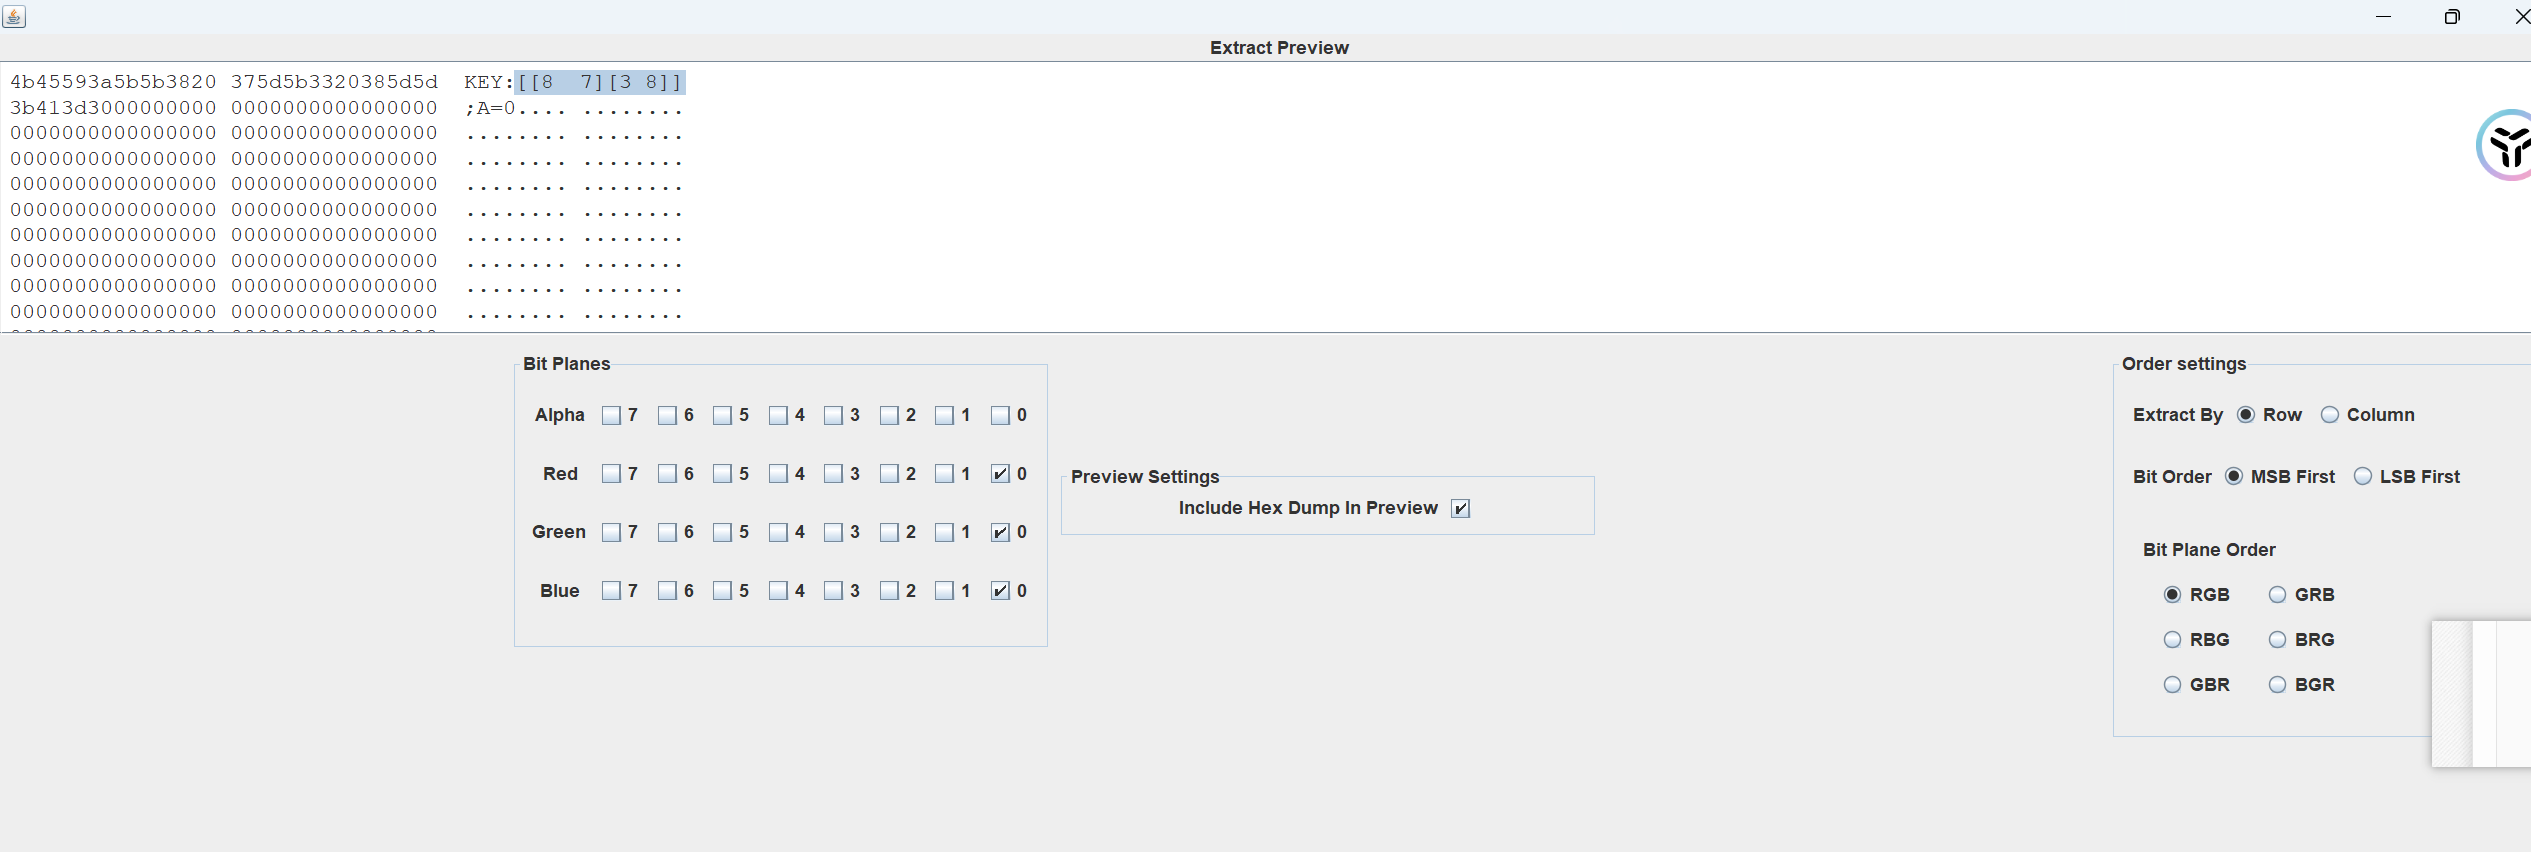 Extract Preview
4b45593a5b5b3820 375d5b3320385d5d KEY:[[8 7][3 8]]
3b413d3000000000 0000000000000000 ;A=0.... ........
0000000000000000 0000000000000000 ........ ........
0000000000000000 0000000000000000 ........ ........
0000000000000000 0000000000000000 ........ ........
0000000000000000 0000000000000000 ........ ........
0000000000000000 0000000000000000 ........ ........
0000000000000000 0000000000000000 ........ ........
0000000000000000 0000000000000000 ........ ........
0000000000000000 0000000000000000 ........ ........
Bit Planes
Alpha 7 6 5 4 3 2 1 0
Red 7 6 5 4 3 2 1 0
Green 7 6 5 4 3 2 1 0
Blue 7 6 5 4 3 2 1 0
Preview Settings
Include Hex Dump In Preview
Order settings
Extract By Row Column
Bit Order MSB First LSB First
Bit Plane Order
RGB GRB
RBG BRG
GBR BGR